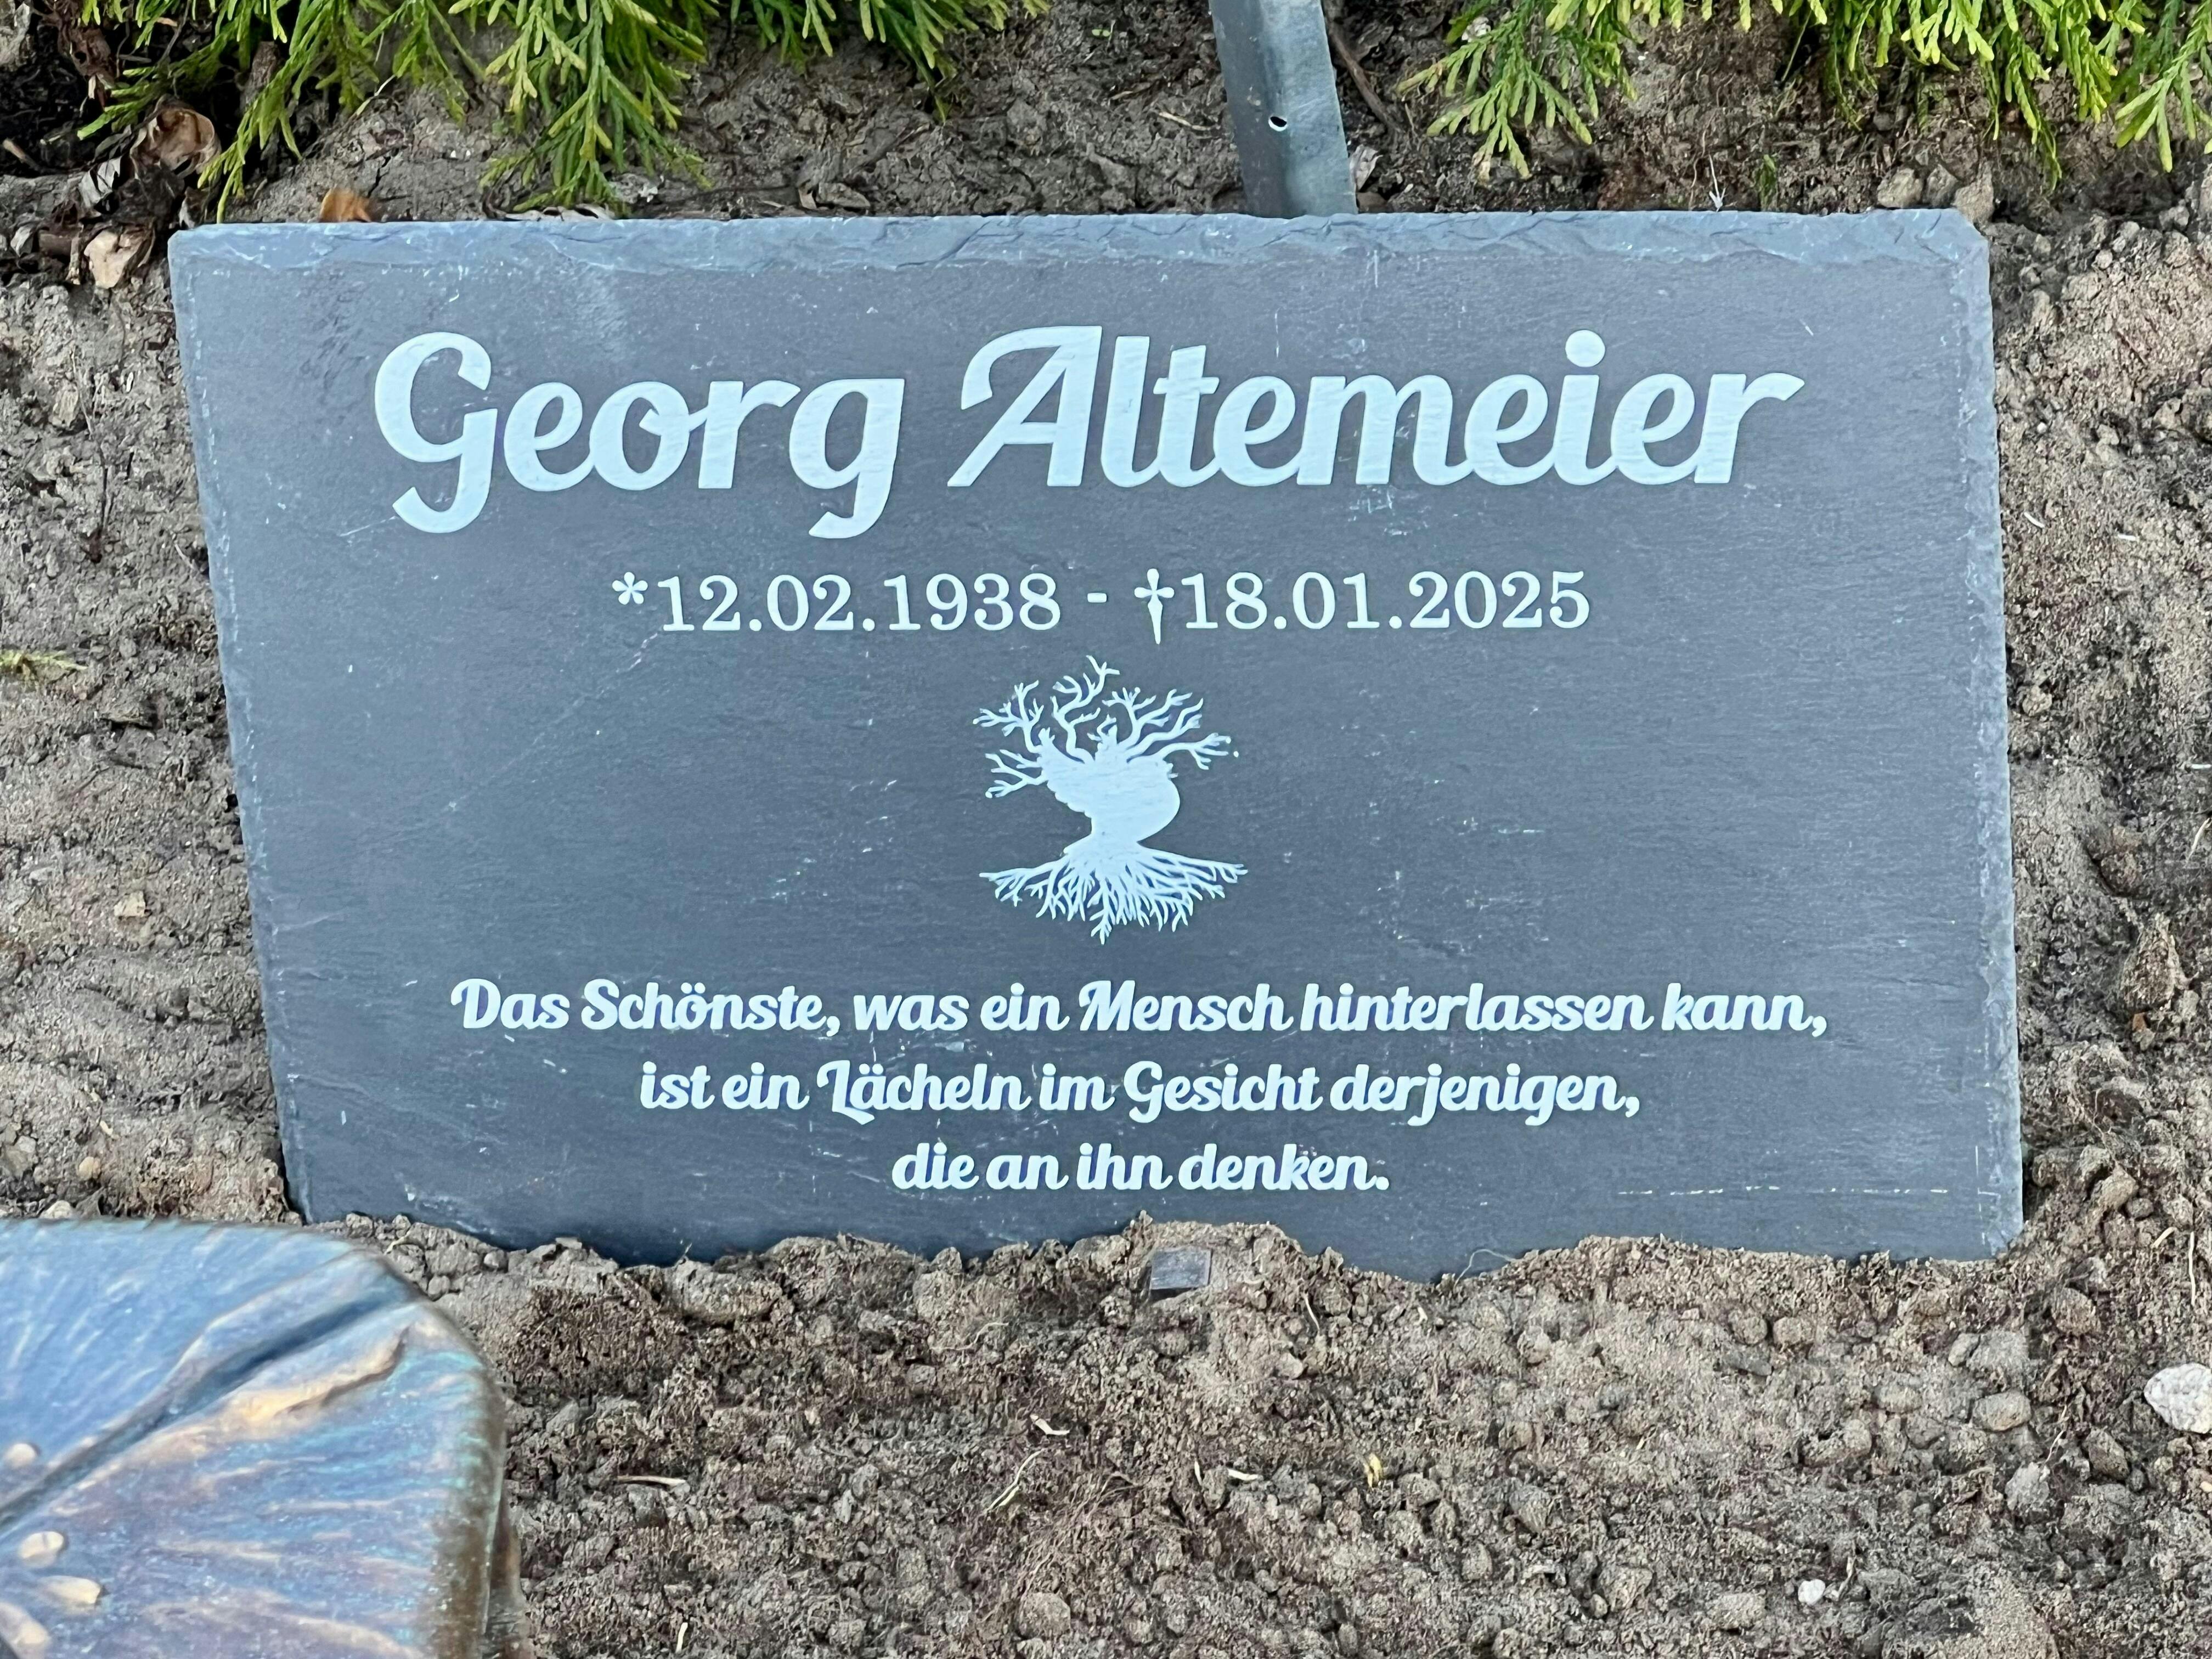 Georg Altemeier
*12.02.1938 - †18.01.2025
Das Schönste, was ein Mensch hinterlassen kann,
ist ein Lächeln im Gesicht derjenigen,
die an ihn denken.